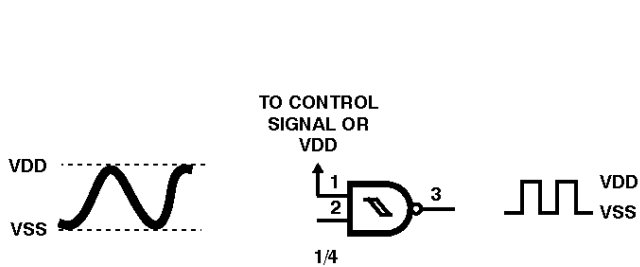 TO CONTROL
SIGNAL OR
VDD
VDD
VSS
1
2
3
1/4
VDD
VSS